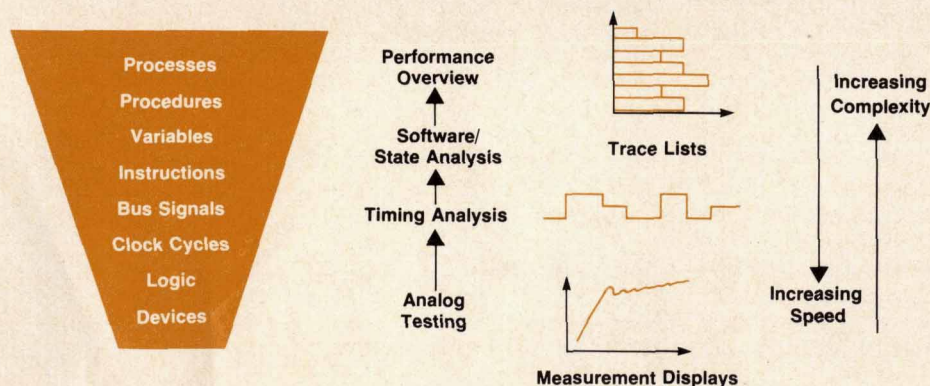 Processes
Procedures
Variables
Instructions
Bus Signals
Clock Cycles
Logic
Devices
Performance
Overview
Software/
State Analysis
Timing Analysis
Analog
Testing
Trace Lists
Measurement Displays
Increasing
Complexity
Increasing
Speed